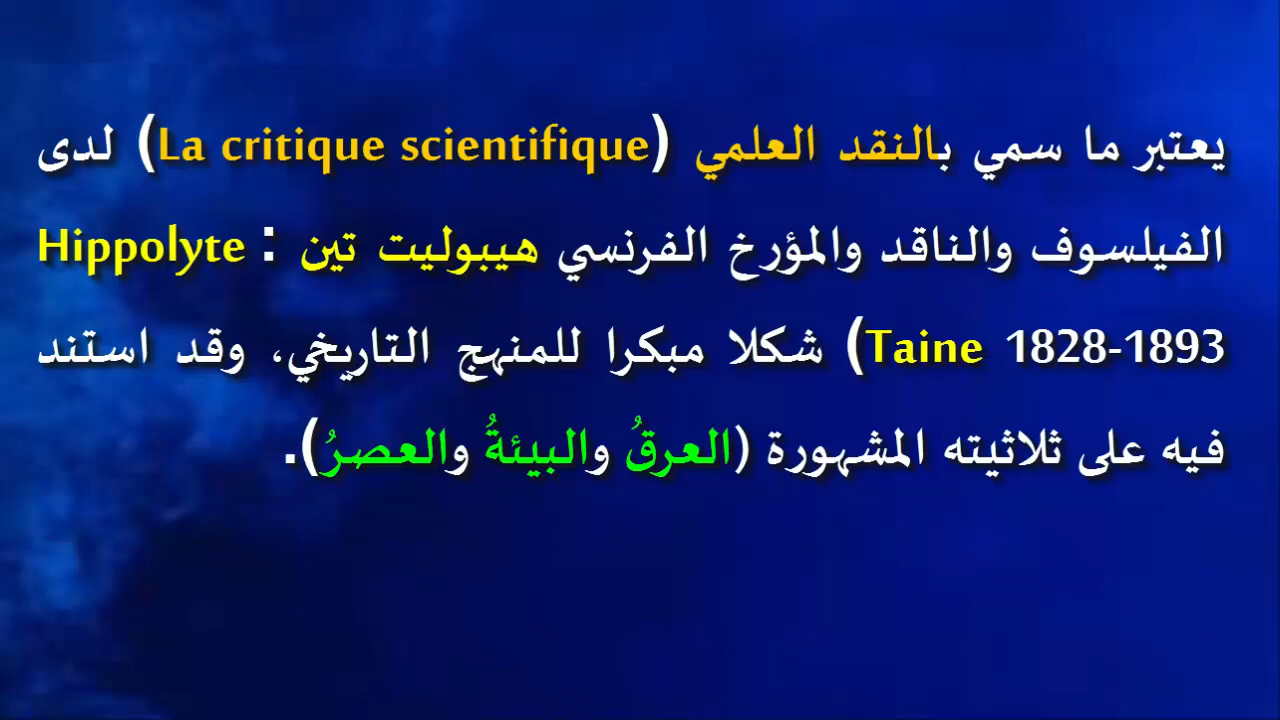 يعتبر ما سمي بالنقد العلمي (La critique scientifique) لدى
الفيلسوف والناقد والمؤرخ الفرنسي هيبوليت تين : Hippolyte
Taine 1828-1893) شكلا مبكرا للمنهج التاريخي، وقد استند
فيه على ثلاثيته المشهورة (العرقُ والبيئةُ والعصرُ).